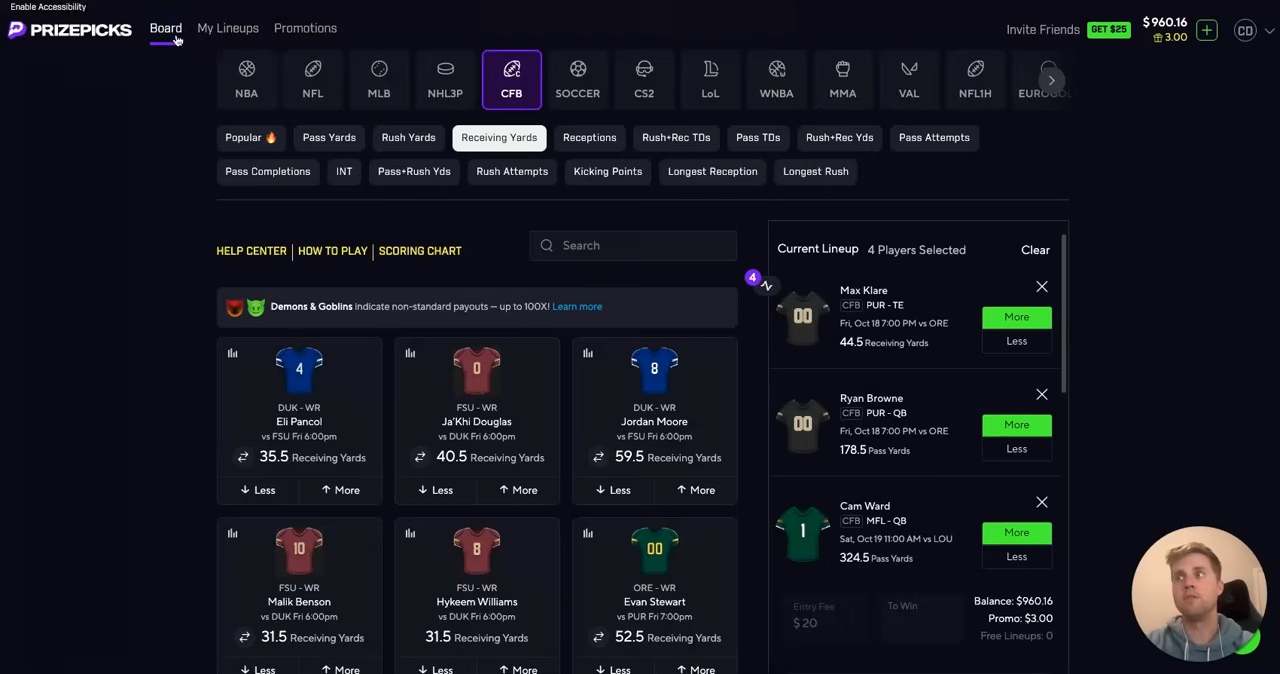 Enable Accessibility
PRIZEPICKS Board My Lineups Promotions Invite Friends GET $25 $960.16 3.00 CD
NBA NFL MLB NHL3P CFB SOCCER CS2 LoL WNBA MMA VAL NFL1H
Popular Pass Yards Rush Yards Receiving Yards Receptions Rush+Rec TDs Pass TDs Rush+Rec Yds Pass Attempts
Pass Completions INT Pass+Rush Yds Rush Attempts Kicking Points Longest Reception Longest Rush
HELP CENTER HOW TO PLAY SCORING CHART Search
Demons & Goblins Indicate non-standard payouts – up to 100X! Learn more
4
DUK - WR
Eli Pancol
vs FSU Fri 6:00pm
35.5 Receiving Yards
Less More
0
FSU - WR
Ja'Khi Douglas
vs DUK Fri 6:00pm
40.5 Receiving Yards
Less More
8
DUK - WR
Jordan Moore
vs FSU Fri 6:00pm
59.5 Receiving Yards
Less More
10
FSU - WR
Malik Benson
vs DUK Fri 6:00pm
31.5 Receiving Yards
Less More
8
FSU - WR
Hykeem Williams
vs DUK Fri 6:00pm
31.5 Receiving Yards
Less More
00
ORE - WR
Evan Stewart
vs PUR Fri 7:00pm
52.5 Receiving Yards
Less More
Current Lineup 4 Players Selected Clear
4
00
Max Klare
CFB PUR - TE
Fri, Oct 18 7:00 PM vs ORE
44.5 Receiving Yards
More
Less
00
Ryan Browne
CFB PUR - QB
Fri, Oct 18 7:00 PM vs ORE
178.5 Pass Yards
More
Less
1
Cam Ward
CFB MFL - QB
Sat, Oct 19 11:00 AM vs LOU
324.5 Pass Yards
More
Less
Entry Fee
$ 20
To Win
Balance: $960.16
Promo: $3.00
Free Lineups: 0